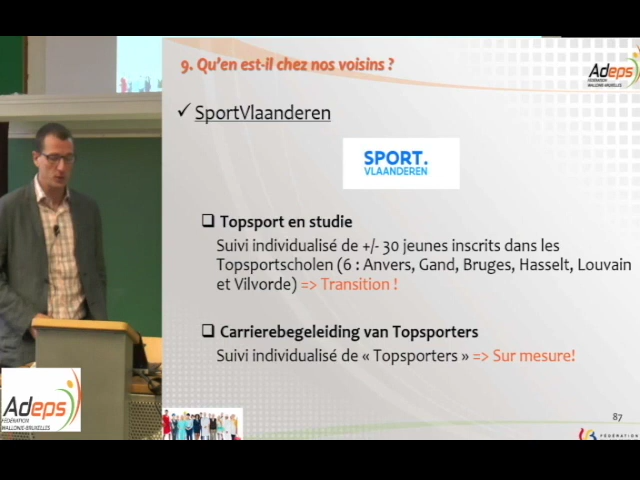 9. Qu'en est-il chez nos voisins ?
Adeps
FÉDÉRATION
WALLONIE-BRUXELLES
✓ SportVlaanderen
SPORT.
VLAANDEREN
❑ Topsport en studie
Suivi individualisé de +/- 30 jeunes inscrits dans les
Topsportscholen (6 : Anvers, Gand, Bruges, Hasselt, Louvain
et Vilvorde) => Transition !
❑ Carrierebegeleiding van Topsporters
Suivi individualisé de « Topsporters » => Sur mesure!
87
Adeps
FÉDÉRATION
WALLONIE-BRUXELLES
FÉDÉRATION